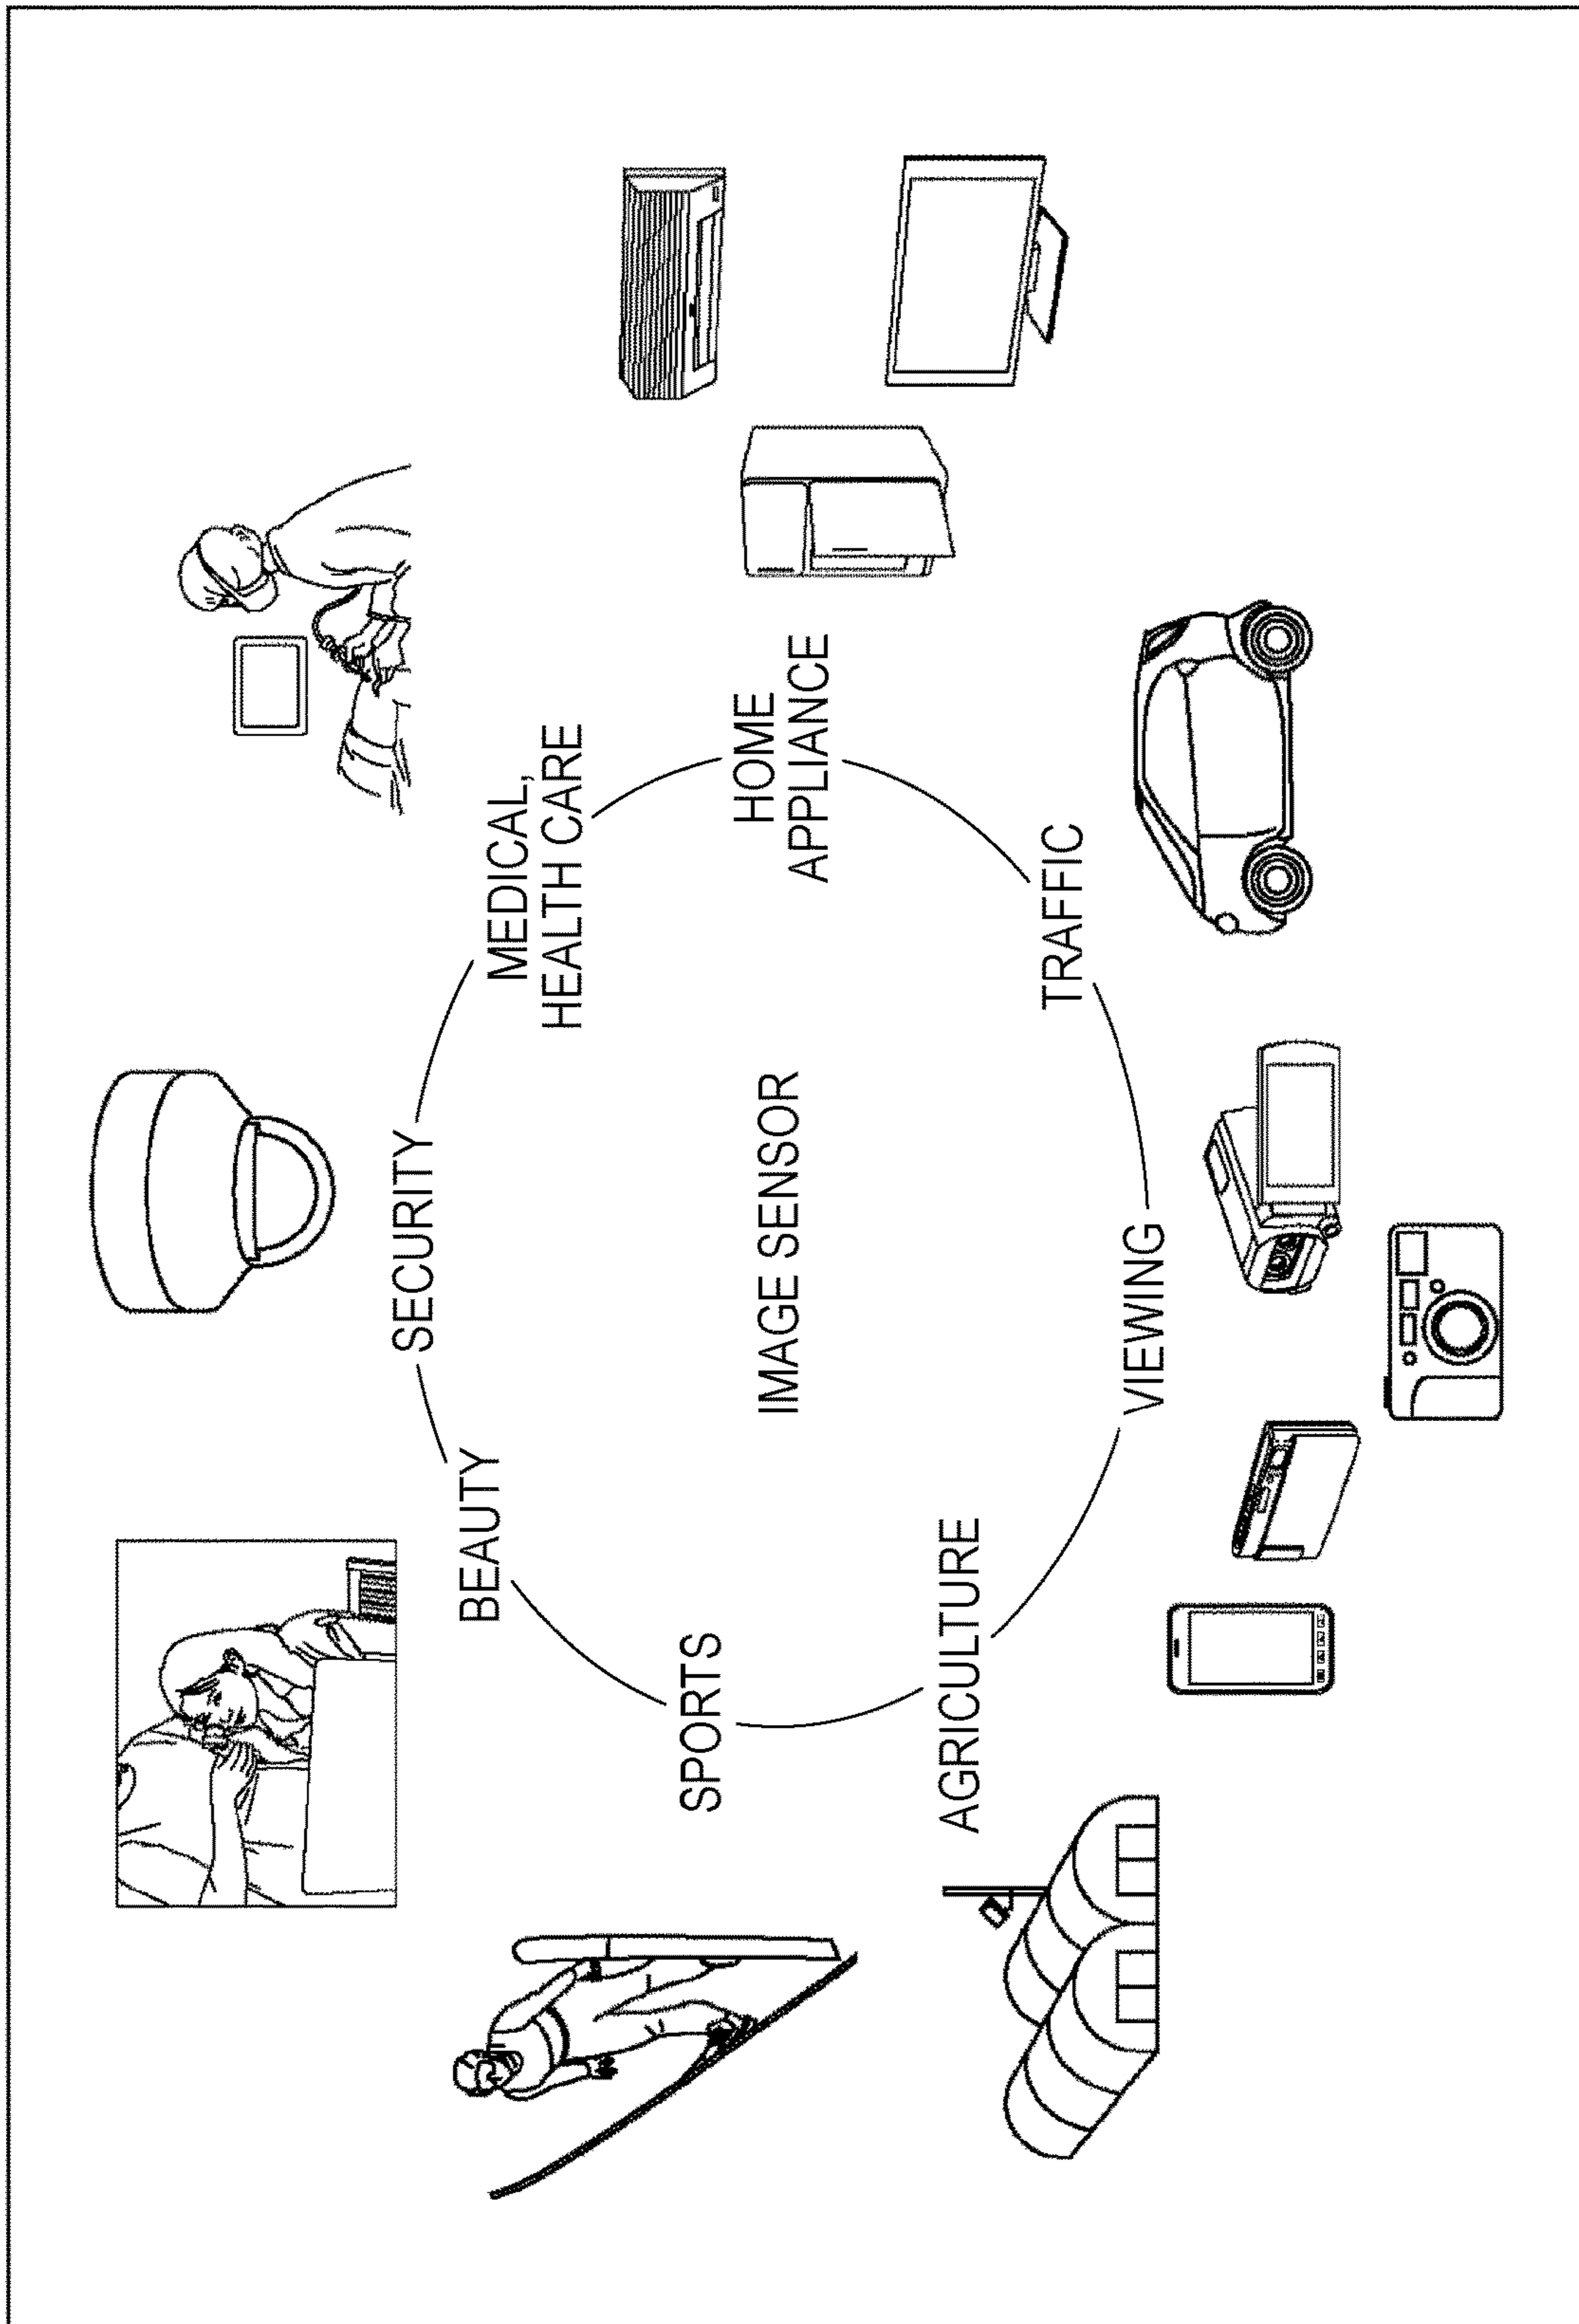 SECURITY
BEAUTY
MEDICAL,
HEALTH CARE
SPORTS
IMAGE SENSOR
HOME
APPLIANCE
AGRICULTURE
TRAFFIC
VIEWING